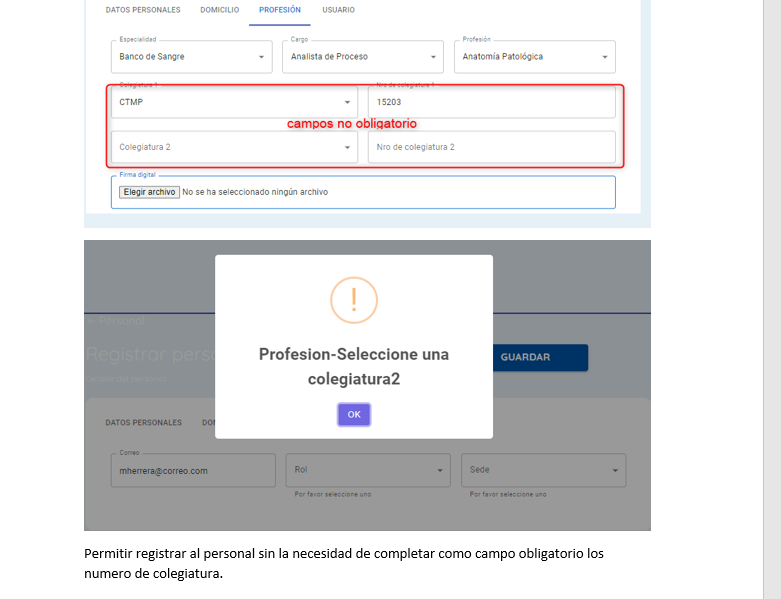 DATOS PERSONALES DOMICILIO PROFESIÓN USUARIO
Especialidad Cargo Profesión
Banco de Sangre Analista de Proceso Anatomía Patológica
Colegiatura 1 Nro de colegiatura 1
CTMP 15203
campos no obligatorio
Colegiatura 2 Nro de colegiatura 2
Firma digital
Elegir archivo No se ha seleccionado ningún archivo
Personal
Registrar perso
GUARDAR
!
Profesion-Seleccione una
colegiatura2
OK
DATOS PERSONALES DOM
Correo
mherrera@correo.com Rol Sede
Por favor seleccione uno Por favor seleccione uno
Permitir registrar al personal sin la necesidad de completar como campo obligatorio los
numero de colegiatura.